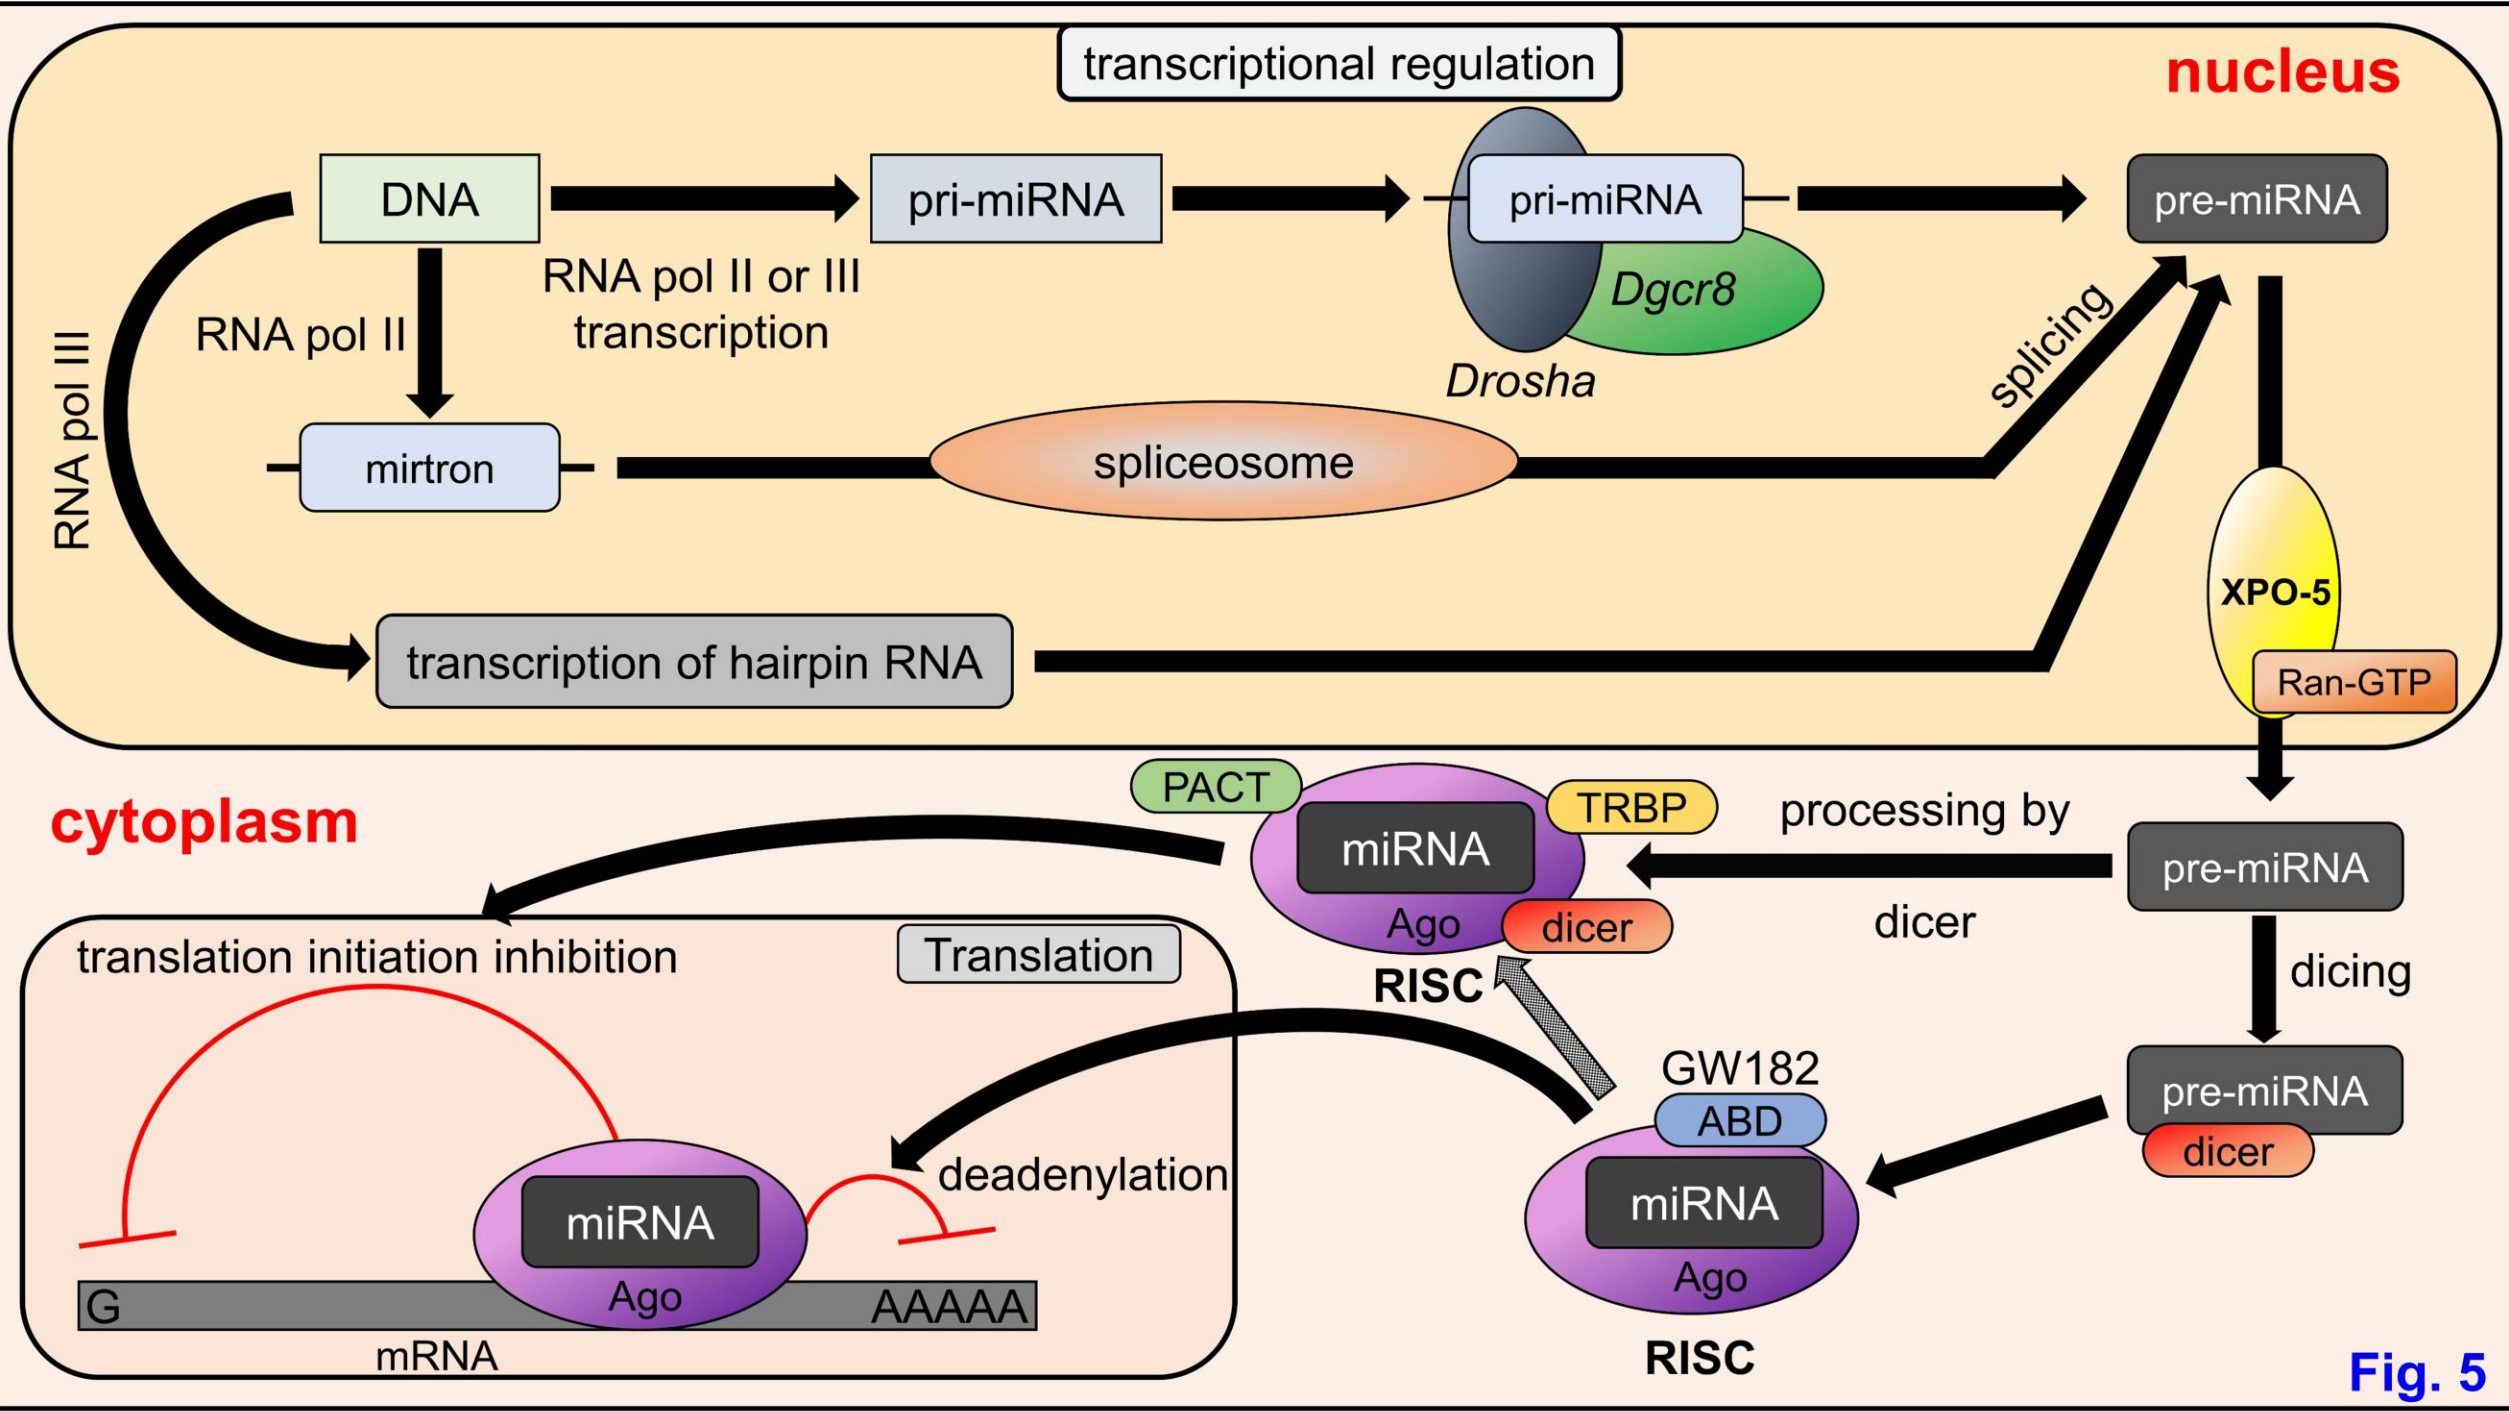 transcriptional regulation
nucleus
DNA
pri-miRNA
pri-miRNA
pre-miRNA
RNA pol II or III
transcription
RNA pol II
RNA pol III
Dgcr8
Drosha
splicing
mirtron
spliceosome
XPO-5
transcription of hairpin RNA
Ran-GTP
cytoplasm
PACT
TRBP
miRNA
Ago
dicer
RISC
processing by
dicer
pre-miRNA
dicing
translation initiation inhibition
Translation
GW182
ABD
miRNA
Ago
RISC
pre-miRNA
dicer
deadenylation
miRNA
Ago
G
AAAAA
mRNA
Fig. 5